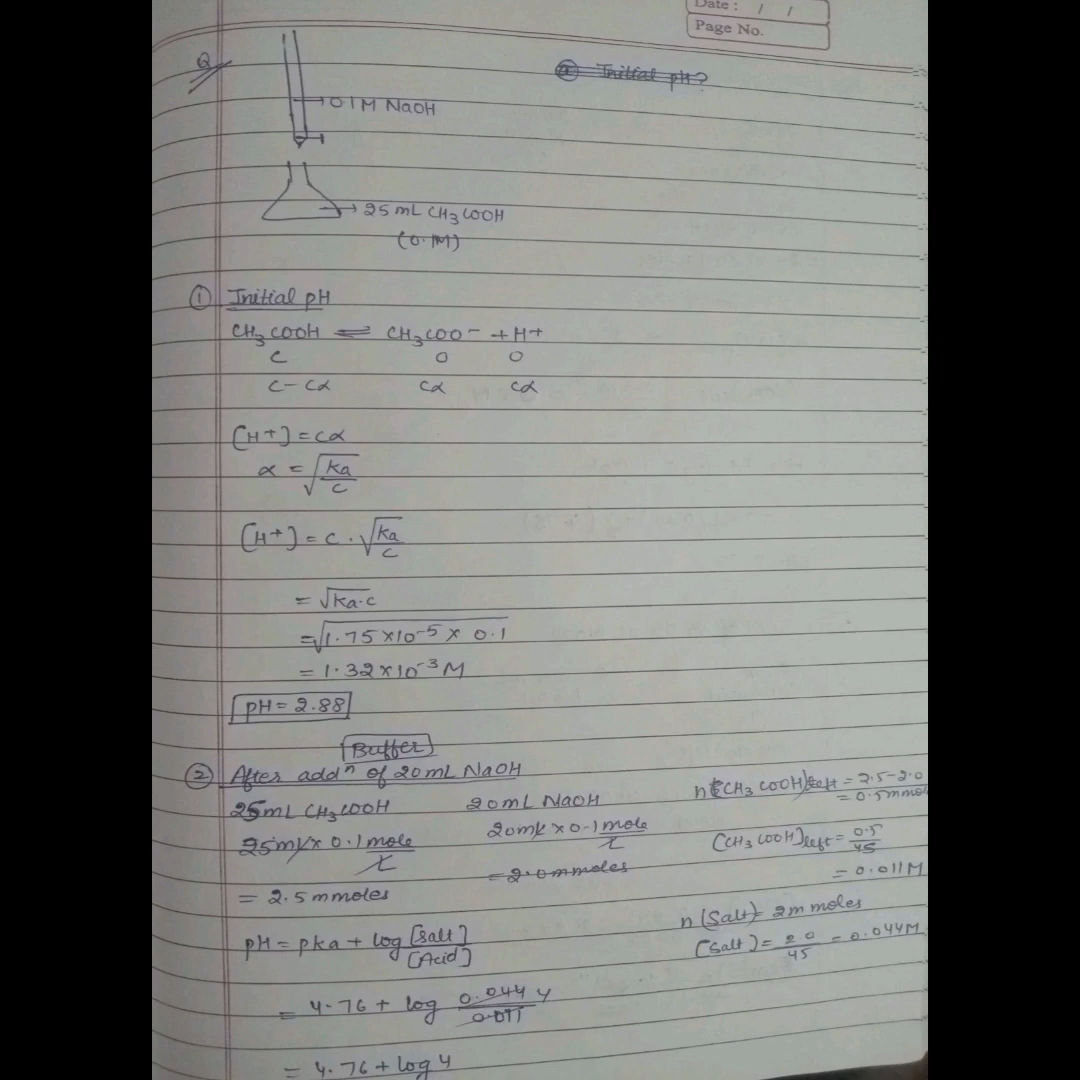 Date : / /
Page No.
Q
@ Initial pH?
→ 0.1M NaOH
→ 25 mL CH₃COOH
(0.1M)
① Initial pH
CH₃COOH ⇌ CH₃COO⁻ + H+
C 0 0
C-Cα Cα Cα
[H+] = Cα
α = √(Ka/C)
[H+] = C · √(Ka/C)
= √Ka·C
= √1.75 × 10⁻⁵ × 0.1
= 1.32 × 10⁻³ M
pH = 2.88
Buffer
② After addⁿ of 20mL NaOH
25mL CH₃COOH 20mL NaOH n(CH₃COOH)left = 2.5-2.0
= 0.5mmol
25mL × 0.1 mole/L 20mL × 0.1 mole/L [CH₃COOH]left = 0.5/45
= 2.5 mmoles = 2.0mmoles = 0.011M
n(Salt) = 2m moles
pH = pKa + log [Salt]/[Acid] [Salt] = 2.0/45 = 0.044M
= 4.76 + log 0.044/0.011 4
= 4.76 + log 4